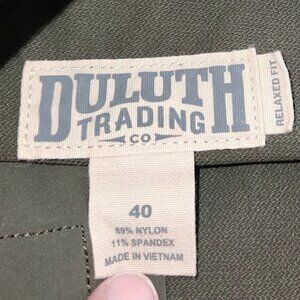 DULUTH
TRADING
CO
RELAXED FIT
40
89% NYLON
11% SPANDEX
MADE IN VIETNAM